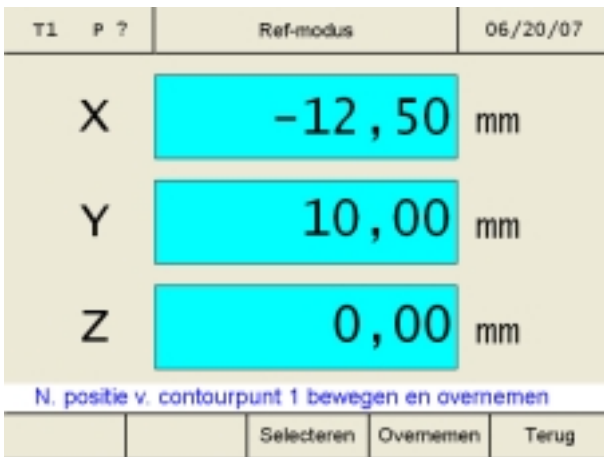 T1 P ? Ref-modus 06/20/07
X -12,50 mm
Y 10,00 mm
Z 0,00 mm
N. positie v. contourpunt 1 bewegen en overnemen
Selecteren Overnemen Terug